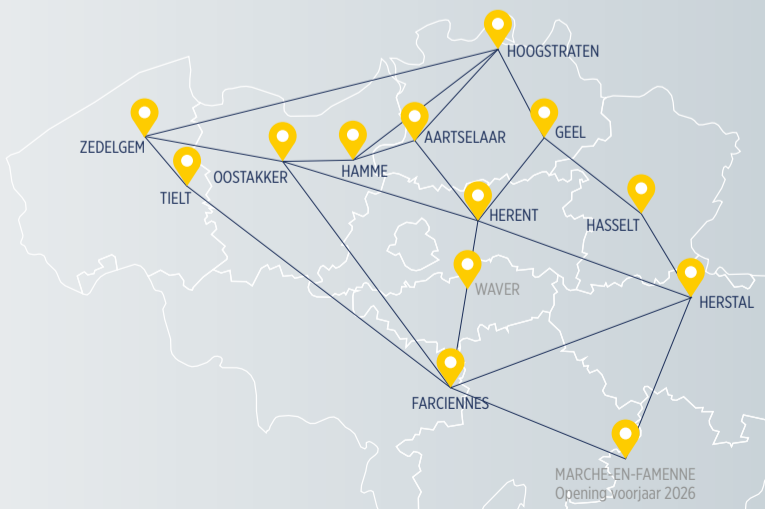 HOOGSTRATEN
GEEL
AARTSELAAR
ZEDELGEM
HAMME
OOSTAKKER
TIELT
HERENT
HASSELT
WAVER
HERSTAL
FARCIENNES
MARCHE-EN-FAMENNE
Opening voorjaar 2026